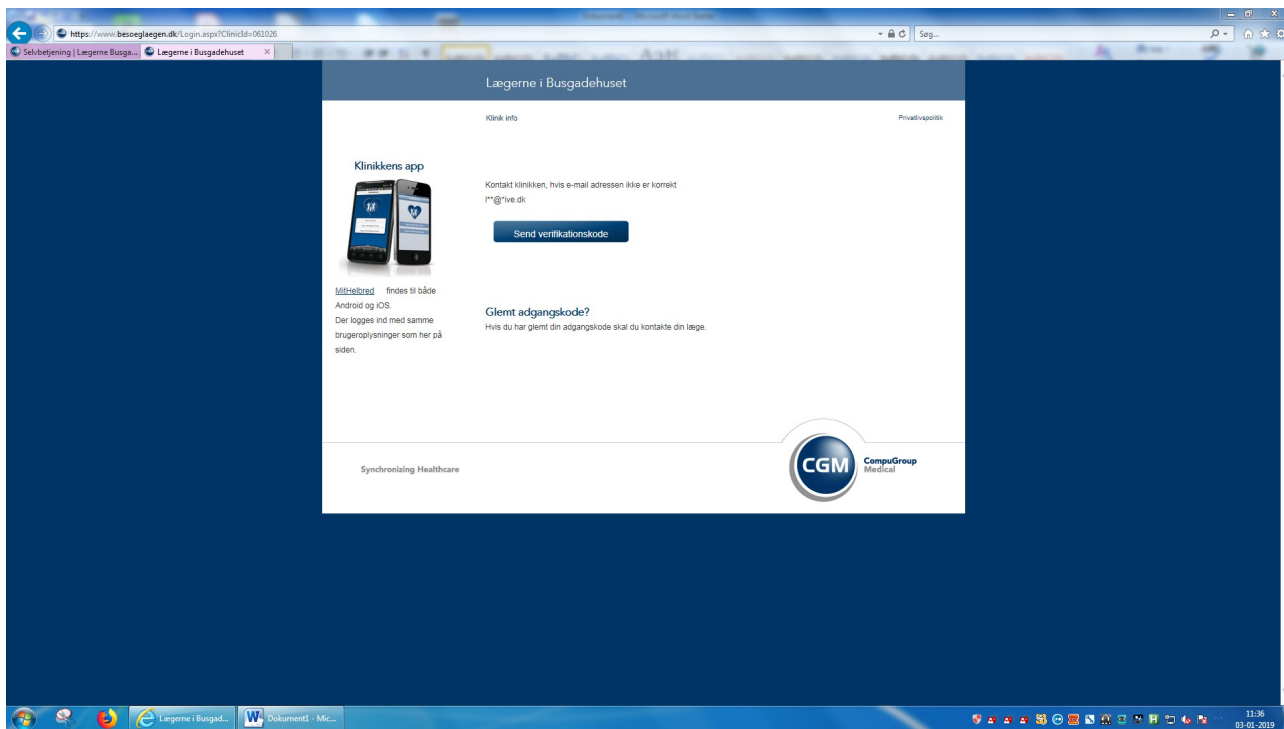 https://www.besoeglaegen.dk/Login.aspx?ClinicId=061026
Søg...
Selvbetjening | Lægerne Busga...
Lægerne i Busgadehuset
Lægerne i Busgadehuset
Klinik info
Privatlivspolitik
Klinikkens app
Kontakt klinikken, hvis e-mail adressen ikke er korrekt
l**@*ive.dk
Send verifikationskode
MitHelbred findes til både
Android og iOS.
Der logges ind med samme
brugeroplysninger som her på
siden.
Glemt adgangskode?
Hvis du har glemt din adgangskode skal du kontakte din læge.
Synchronizing Healthcare
CGM
CompuGroup
Medical
Lægerne i Busgad...
Dokument1 - Mic...
11:36
03-01-2019